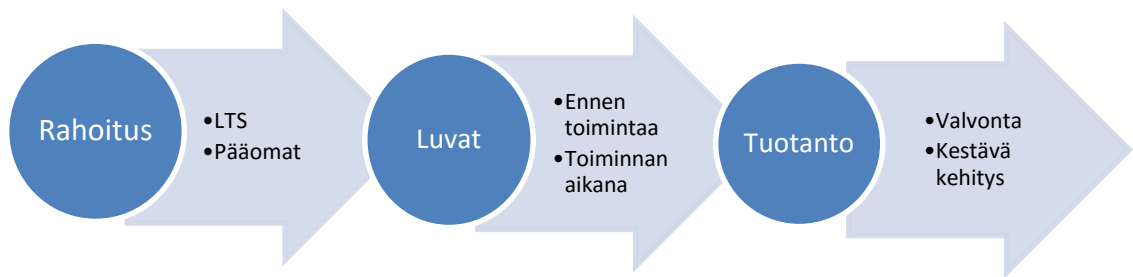 Rahoitus
•LTS
•Pääomat
Luvat
•Ennen
toimintaa
•Toiminnan
aikana
Tuotanto
•Valvonta
•Kestävä
kehitys